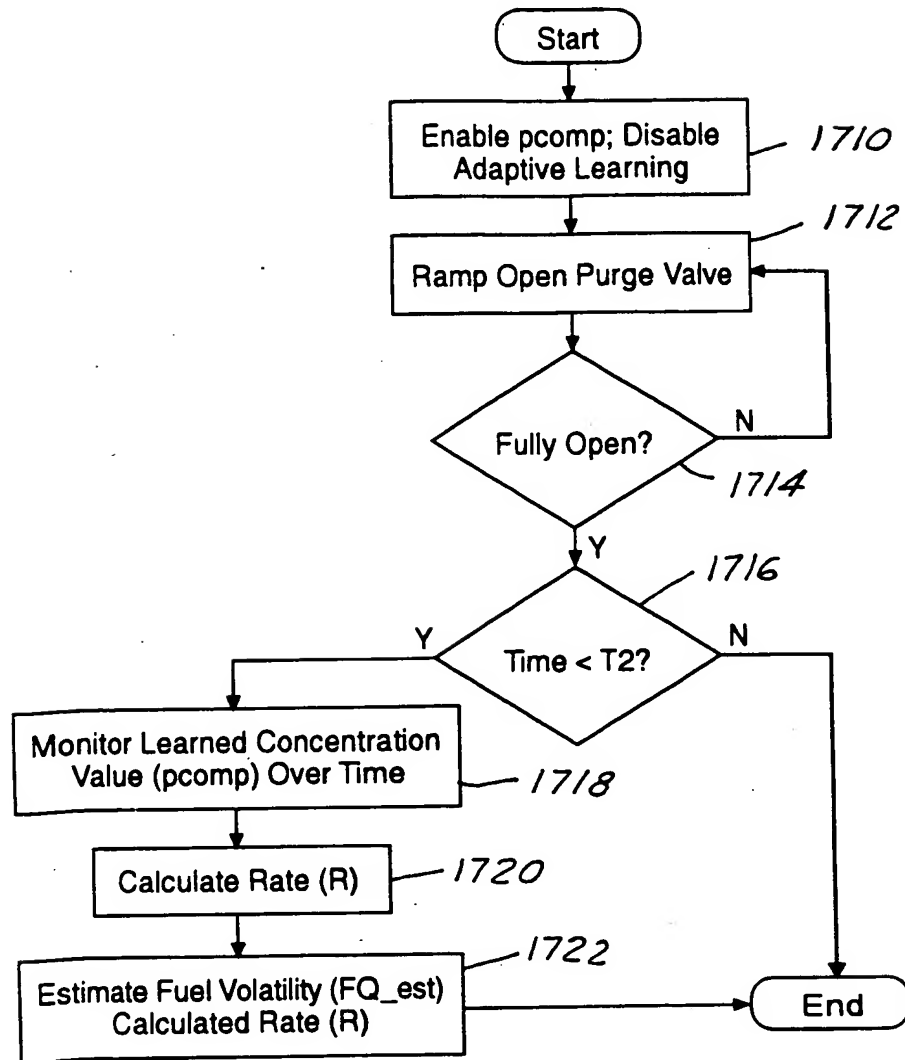 Start
Enable pcomp; Disable
Adaptive Learning
1710
1712
Ramp Open Purge Valve
N
Fully Open?
1714
Y
1716
Y
N
Time < T2?
Monitor Learned Concentration
Value (pcomp) Over Time
1718
Calculate Rate (R)
1720
1722
Estimate Fuel Volatility (FQ_est)
Calculated Rate (R)
End